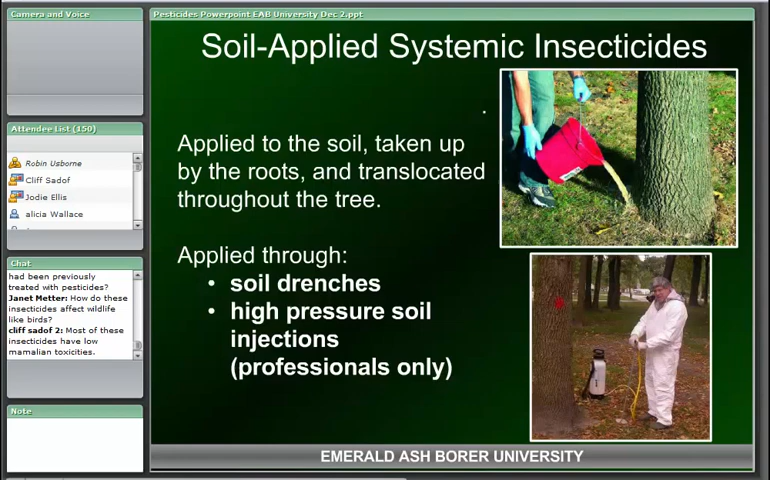 Camera and Voice
Attendee List (150)
Robin Usborne
Cliff Sadof
Jodie Ellis
alicia Wallace
Chat
had been previously
treated with pesticides?
Janet Metter: How do these
insecticides affect wildlife
like birds?
cliff sadof 2: Most of these
insecticides have low
mamalian toxicities.
Note
Pesticides Powerpoint EAB University Dec 2.ppt
Soil-Applied Systemic Insecticides
Applied to the soil, taken up
by the roots, and translocated
throughout the tree.
Applied through:
• soil drenches
• high pressure soil
injections
(professionals only)
EMERALD ASH BORER UNIVERSITY